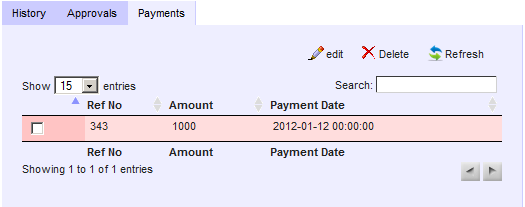 History Approvals Payments
edit Delete Refresh
Show 15 entries Search:
Ref No Amount Payment Date
343 1000 2012-01-12 00:00:00
Ref No Amount Payment Date
Showing 1 to 1 of 1 entries